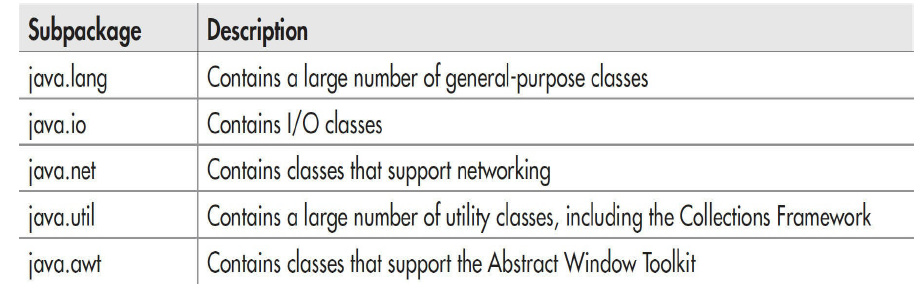 Subpackage Description
java.lang Contains a large number of general-purpose classes
java.io Contains I/O classes
java.net Contains classes that support networking
java.util Contains a large number of utility classes, including the Collections Framework
java.awt Contains classes that support the Abstract Window Toolkit